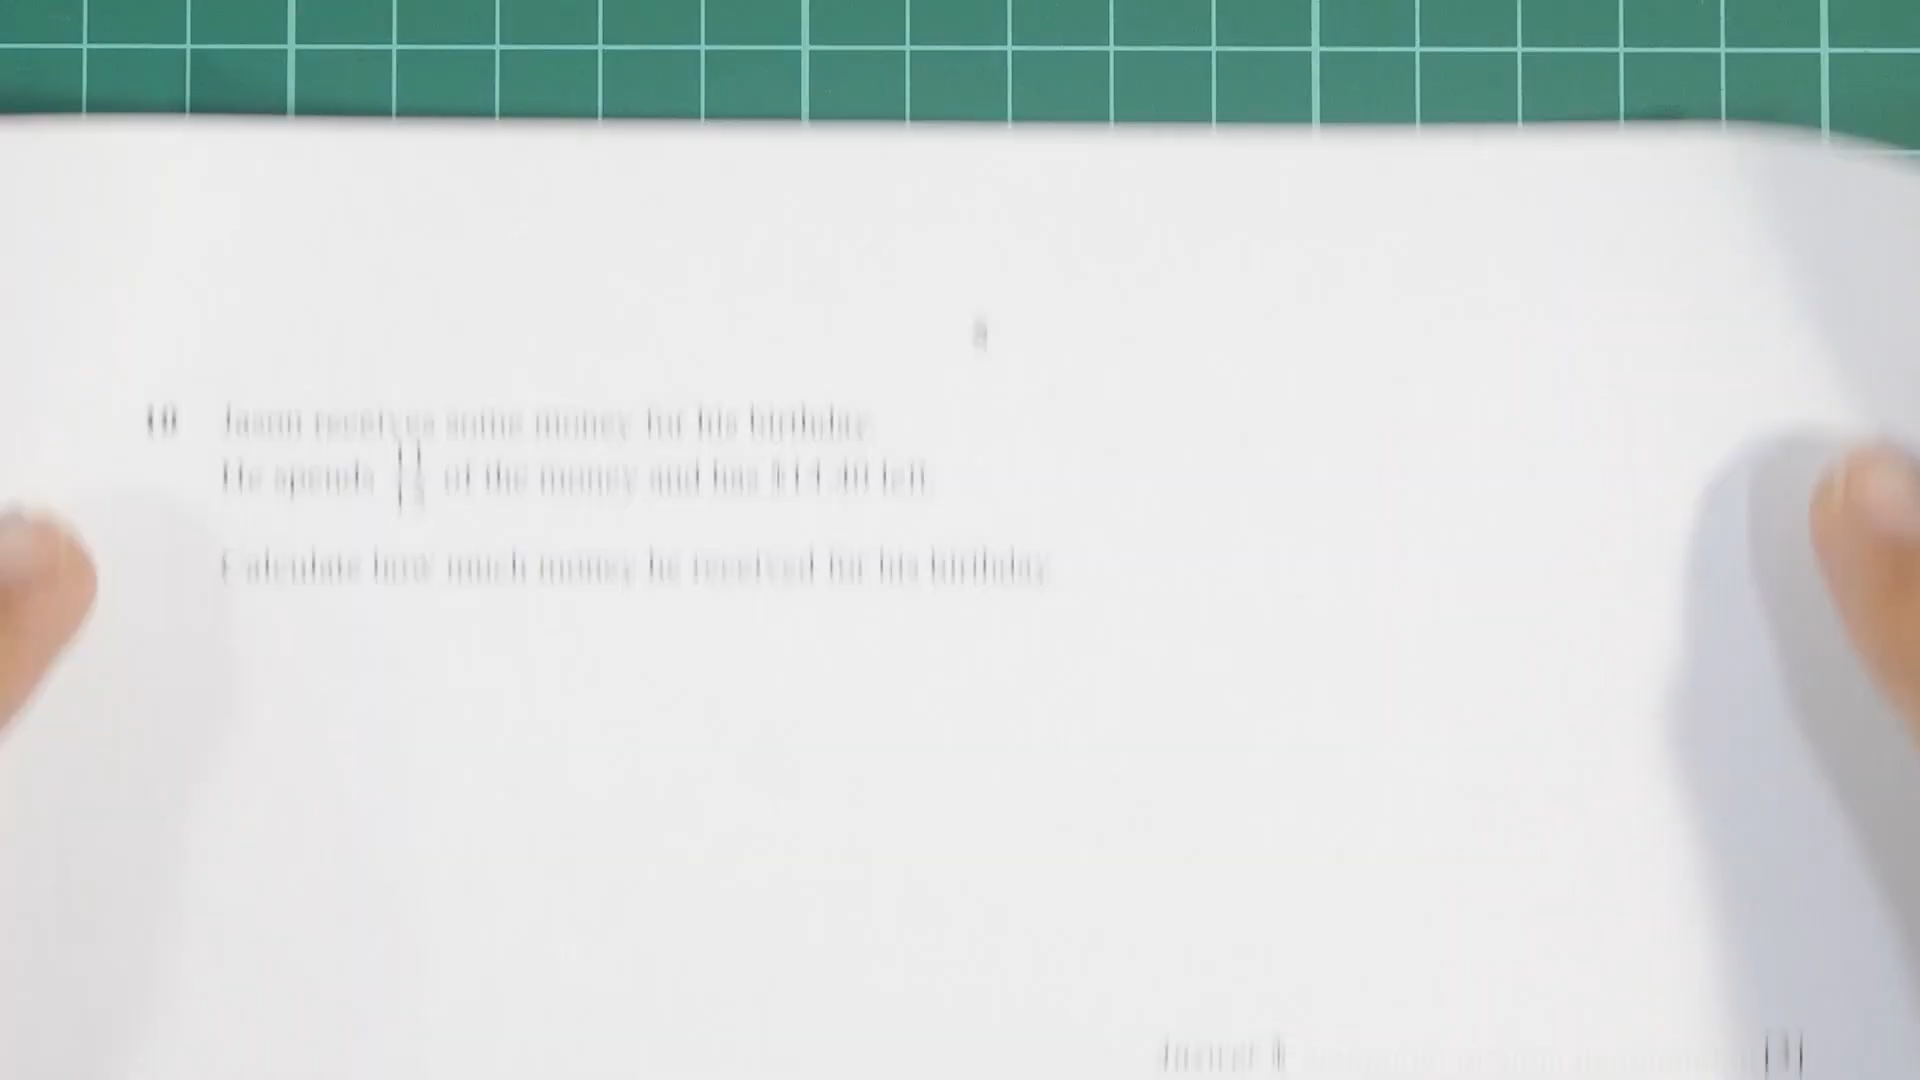 10 Jason receives some money for his birthday.
He spends of the money and has left.
Calculate how much money he received for his birthday.
Answer $